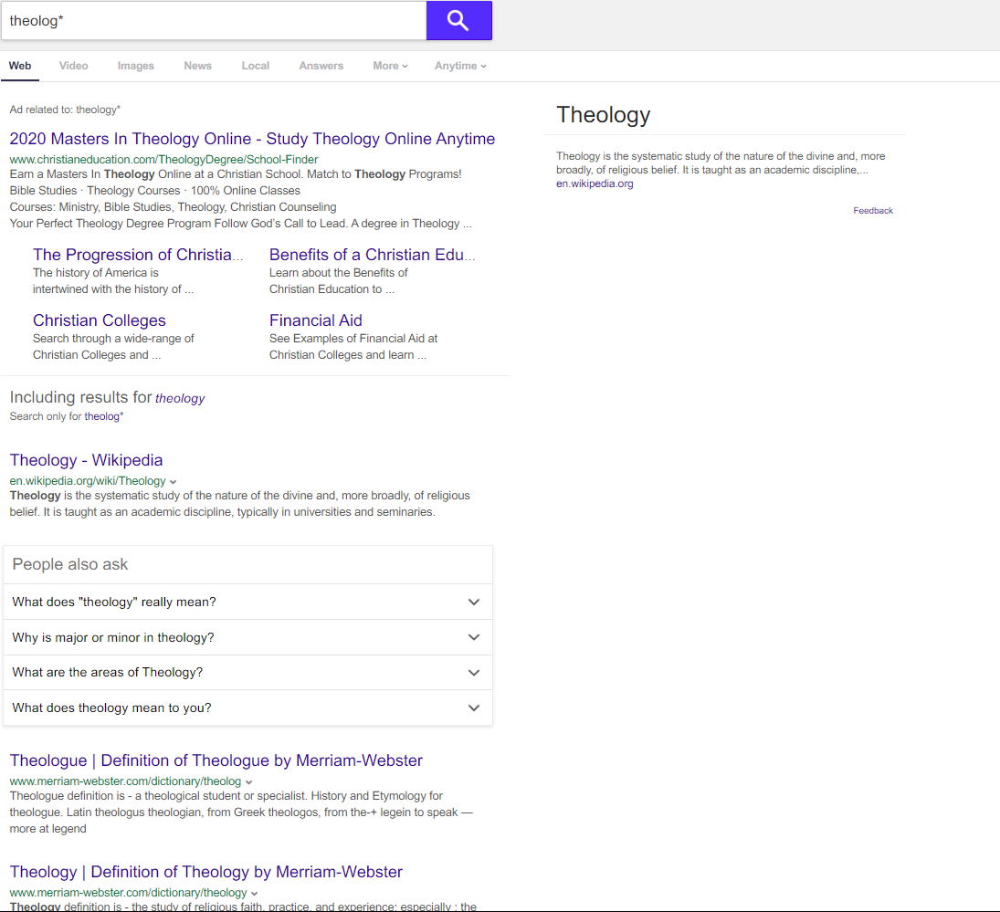 theolog*
Web Video Images News Local Answers More Anytime
Ad related to: theology*
2020 Masters In Theology Online - Study Theology Online Anytime
www.christianeducation.com/TheologyDegree/School-Finder
Earn a Masters In Theology Online at a Christian School. Match to Theology Programs!
Bible Studies · Theology Courses · 100% Online Classes
Courses: Ministry, Bible Studies, Theology, Christian Counseling
Your Perfect Theology Degree Program Follow God's Call to Lead. A degree in Theology ...
The Progression of Christia...
The history of America is
intertwined with the history of ...
Benefits of a Christian Edu...
Learn about the Benefits of
Christian Education to ...
Christian Colleges
Search through a wide-range of
Christian Colleges and ...
Financial Aid
See Examples of Financial Aid at
Christian Colleges and learn ...
Including results for theology
Search only for theolog*
Theology - Wikipedia
en.wikipedia.org/wiki/Theology
Theology is the systematic study of the nature of the divine and, more broadly, of religious
belief. It is taught as an academic discipline, typically in universities and seminaries.
People also ask
What does "theology" really mean?
Why is major or minor in theology?
What are the areas of Theology?
What does theology mean to you?
Theologue | Definition of Theologue by Merriam-Webster
www.merriam-webster.com/dictionary/theolog
Theologue definition is - a theological student or specialist. History and Etymology for
theologue. Latin theologus theologian, from Greek theologos, from the-+ legein to speak —
more at legend
Theology | Definition of Theology by Merriam-Webster
www.merriam-webster.com/dictionary/theology
Theology definition is - the study of religious faith, practice, and experience; especially : the
Theology
Theology is the systematic study of the nature of the divine and, more
broadly, of religious belief. It is taught as an academic discipline,...
en.wikipedia.org
Feedback